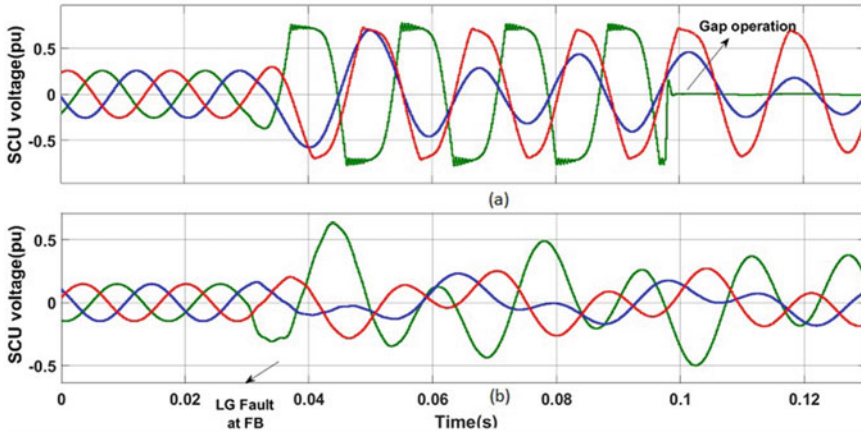 Gap operation
SCU voltage(pu)
0.5
0
-0.5
(a)
SCU voltage(pu)
0.5
0
-0.5
(b)
0
0.02
0.04
0.06
0.08
0.1
0.12
LG Fault
at FB
Time(s)